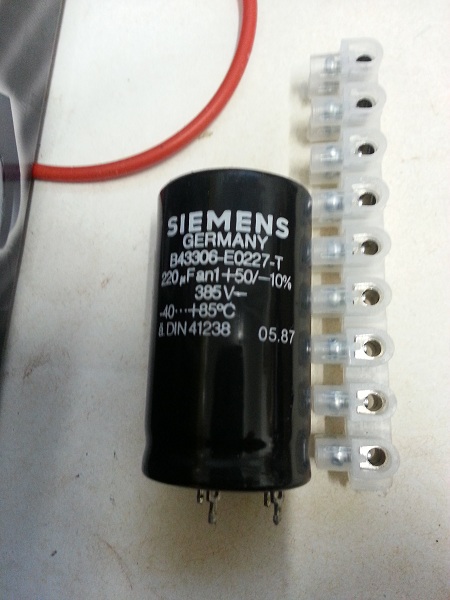 SIEMENS
GERMANY
B43306-E0227-T
220µFan1+50/-10%
385V-
-40···+85°C
& DIN 41238 05.87